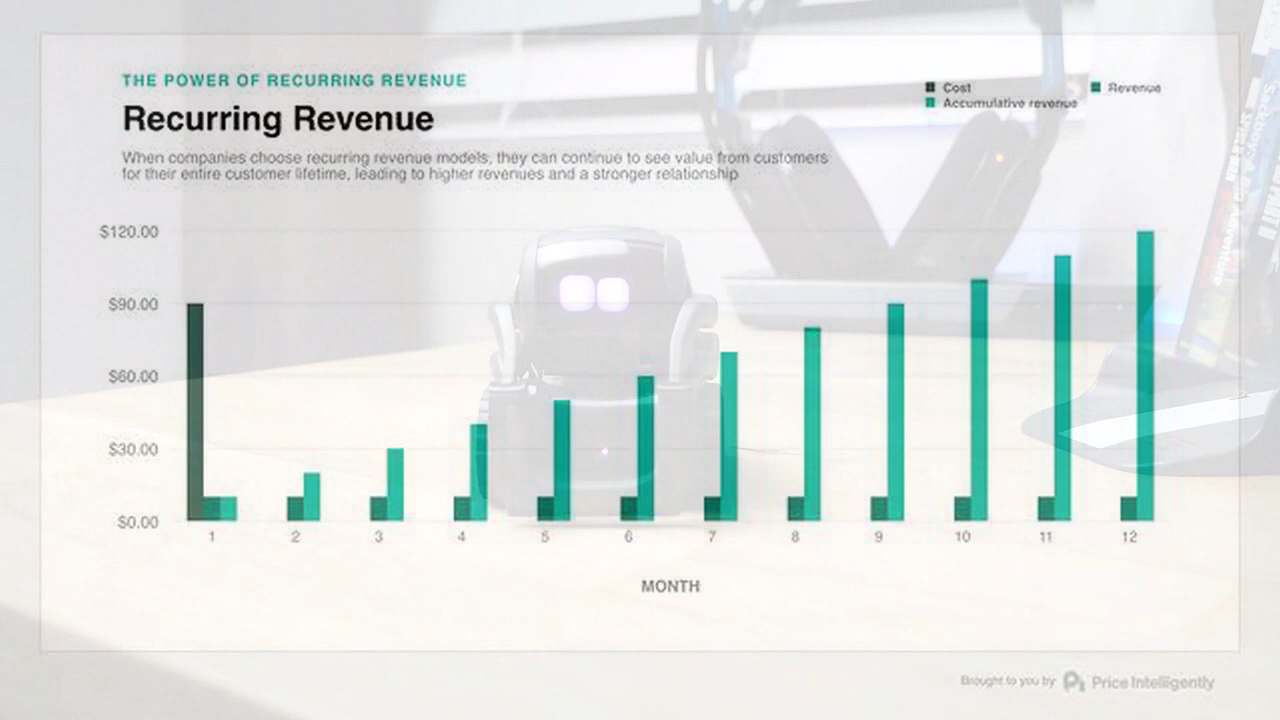 THE POWER OF RECURRING REVENUE
Recurring Revenue
When companies choose recurring revenue models, they can continue to see value from customers
for their entire customer lifetime, leading to higher revenues and a stronger relationship
Cost
Revenue
Accumulative revenue
$120.00
$90.00
$60.00
$30.00
$0.00
1 2 3 4 5 6 7 8 9 10 11 12
MONTH
Brought to you by Price Intelligently